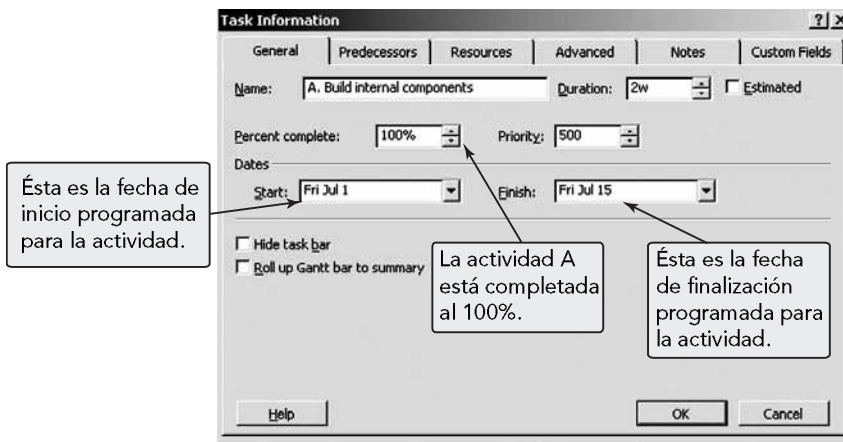 Task Information
General Predecessors Resources Advanced Notes Custom Fields
Name: A. Build internal components Duration: 2w Estimated
Percent complete: 100% Priority: 500
Dates
Start: Fri Jul 1 Finish: Fri Jul 15
Ésta es la fecha de
inicio programada
para la actividad.
Hide task bar
Roll up Gantt bar to summary
La actividad A
está completada
al 100%.
Ésta es la fecha
de finalización
programada para
la actividad.
Help OK Cancel